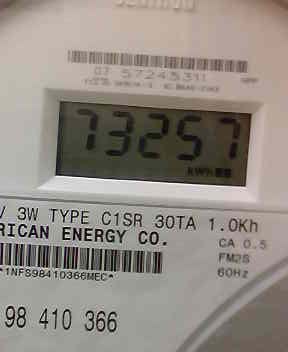 07 57245311
73257
kWh
V 3W TYPE C1SR 30TA 1.0Kh
RICAN ENERGY CO.
CA 0.5
FM2S
60Hz
*1NFS98410366MEC*
98 410 366